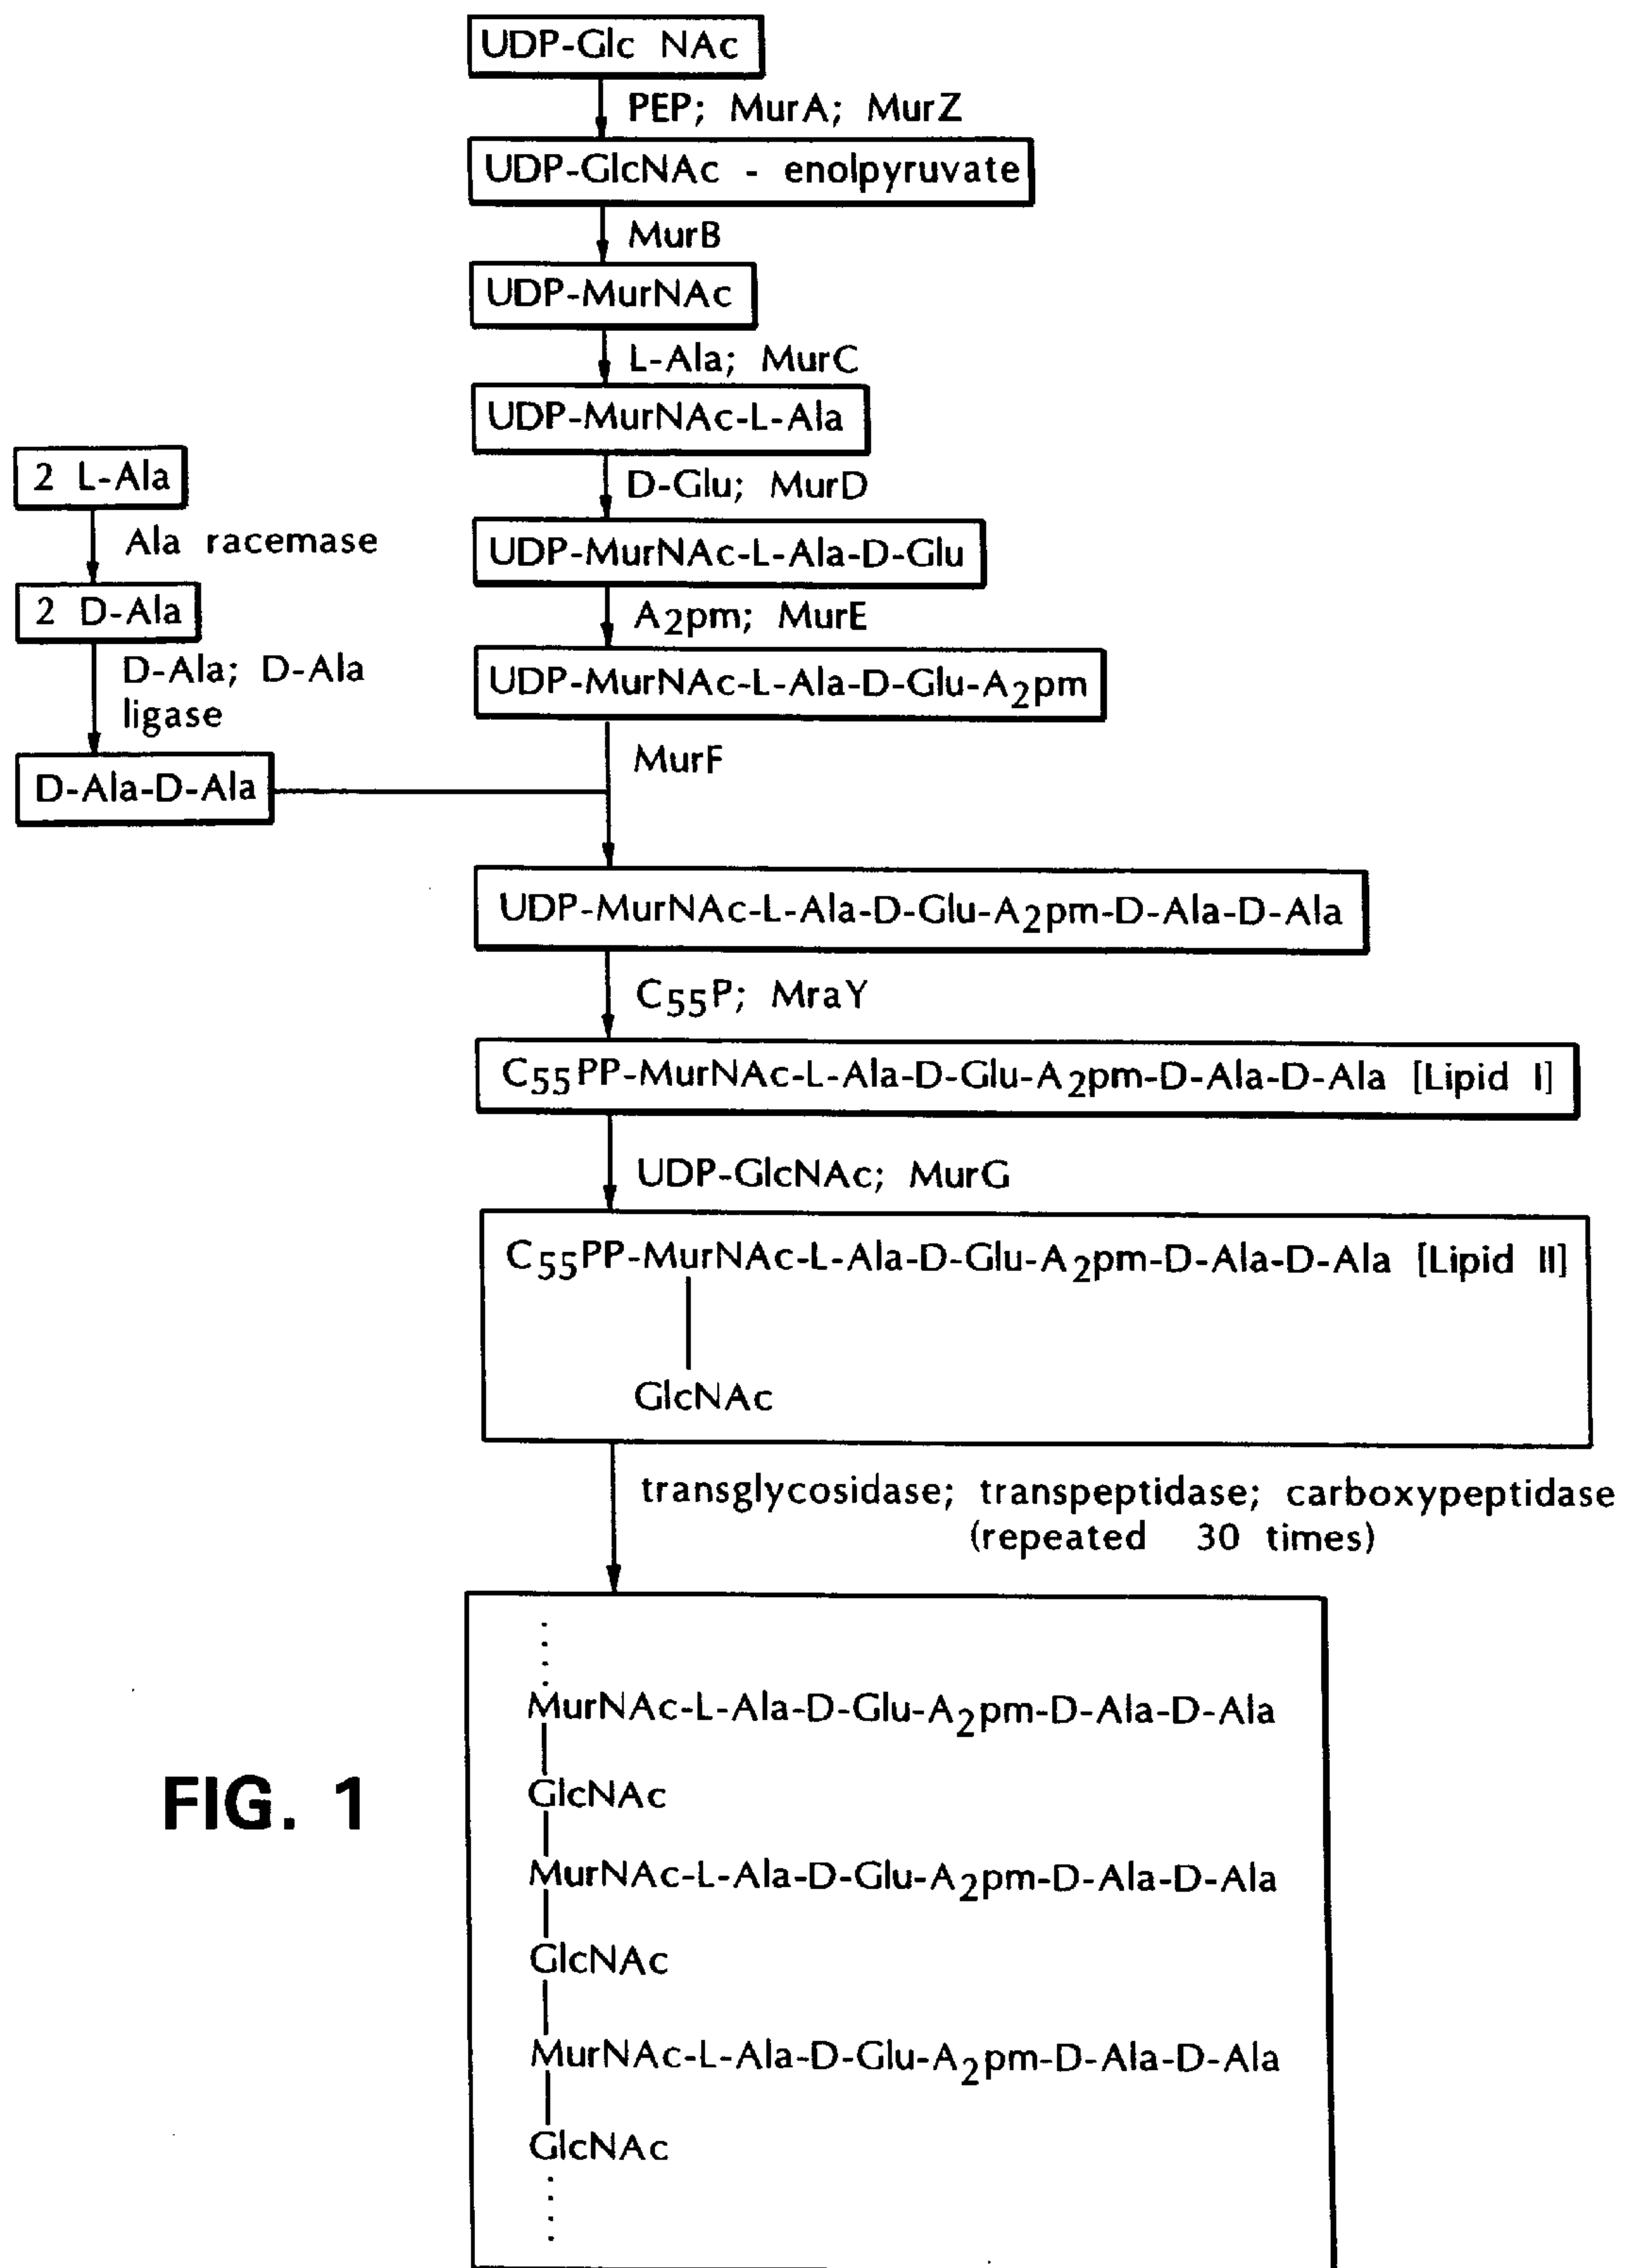 UDP-Glc NAc
PEP; MurA; MurZ
UDP-GlcNAc - enolpyruvate
MurB
UDP-MurNAc
L-Ala; MurC
UDP-MurNAc-L-Ala
D-Glu; MurD
UDP-MurNAc-L-Ala-D-Glu
A2pm; MurE
UDP-MurNAc-L-Ala-D-Glu-A2pm
MurF
2 L-Ala
Ala racemase
2 D-Ala
D-Ala; D-Ala
ligase
D-Ala-D-Ala
UDP-MurNAc-L-Ala-D-Glu-A2pm-D-Ala-D-Ala
C55P; MraY
C55PP-MurNAc-L-Ala-D-Glu-A2pm-D-Ala-D-Ala [Lipid I]
UDP-GlcNAc; MurG
C55PP-MurNAc-L-Ala-D-Glu-A2pm-D-Ala-D-Ala [Lipid II]
GlcNAc
transglycosidase; transpeptidase; carboxypeptidase
(repeated 30 times)
MurNAc-L-Ala-D-Glu-A2pm-D-Ala-D-Ala
GlcNAc
MurNAc-L-Ala-D-Glu-A2pm-D-Ala-D-Ala
GlcNAc
MurNAc-L-Ala-D-Glu-A2pm-D-Ala-D-Ala
GlcNAc
FIG. 1